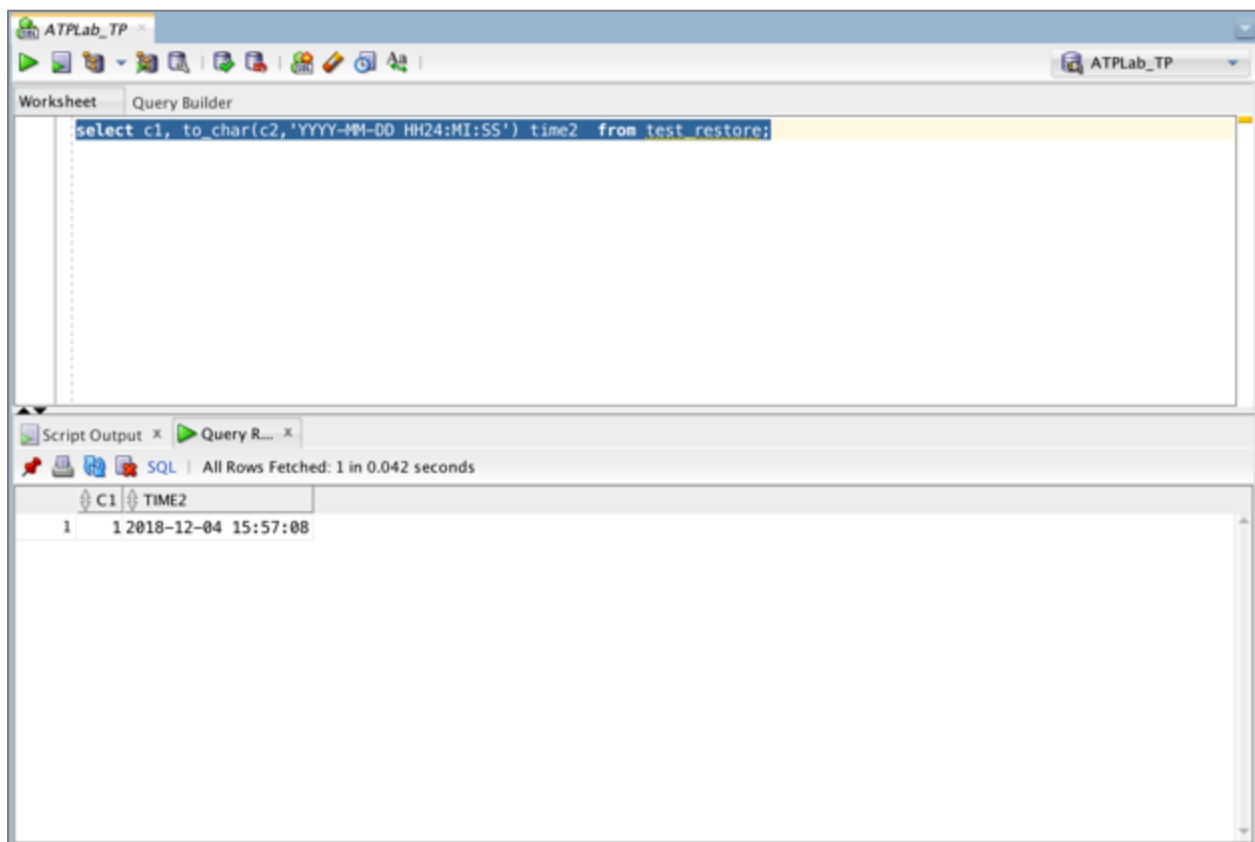 ATPLab_TP
ATPLab_TP
Worksheet Query Builder
select c1, to_char(c2,'YYYY-MM-DD HH24:MI:SS') time2  from test_restore;
Script Output x Query R... x
SQL | All Rows Fetched: 1 in 0.042 seconds
C1 TIME2
1 1 2018-12-04 15:57:08